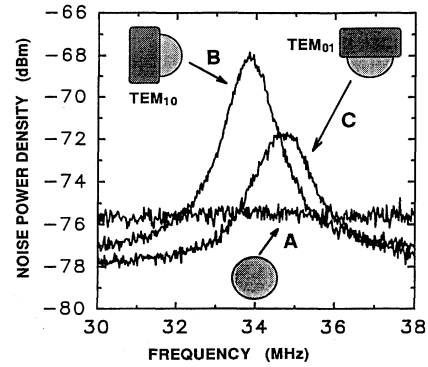 −66
−68
−70
−72
−74
−76
−78
−80
NOISE POWER DENSITY (dBm)
B
TEM10
TEM01
C
A
30 32 34 36 38
FREQUENCY (MHz)